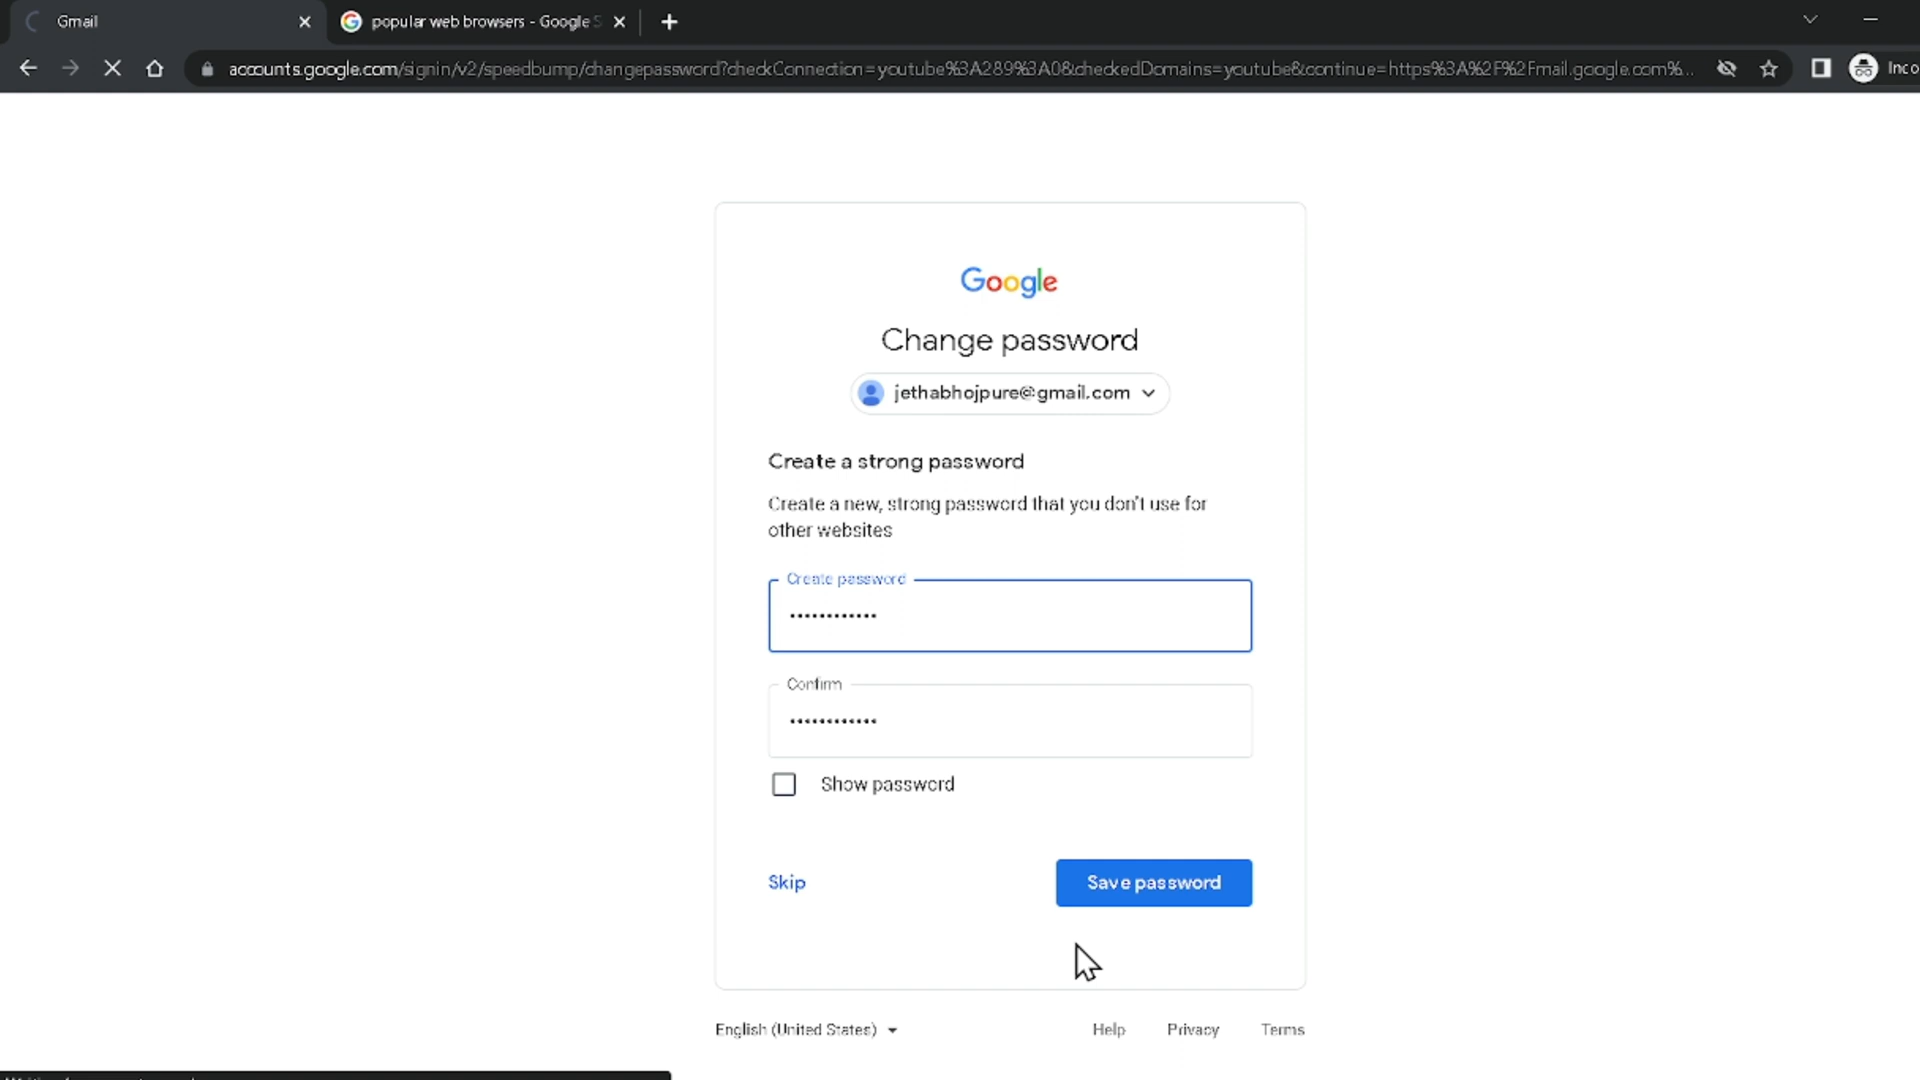 Gmail
popular web browsers - Google S
accounts.google.com/signin/v2/speedbump/changepassword?checkConnection=youtube%3A289%3A0&checkedDomains=youtube&continue=https%3A%2F%2Fmail.google.com%...
Inco
Google
Change password
jethabhojpure@gmail.com
Create a strong password
Create a new, strong password that you don't use for
other websites
Create password
••••••••••••
Confirm
••••••••••••
Show password
Skip
Save password
English (United States)
Help
Privacy
Terms